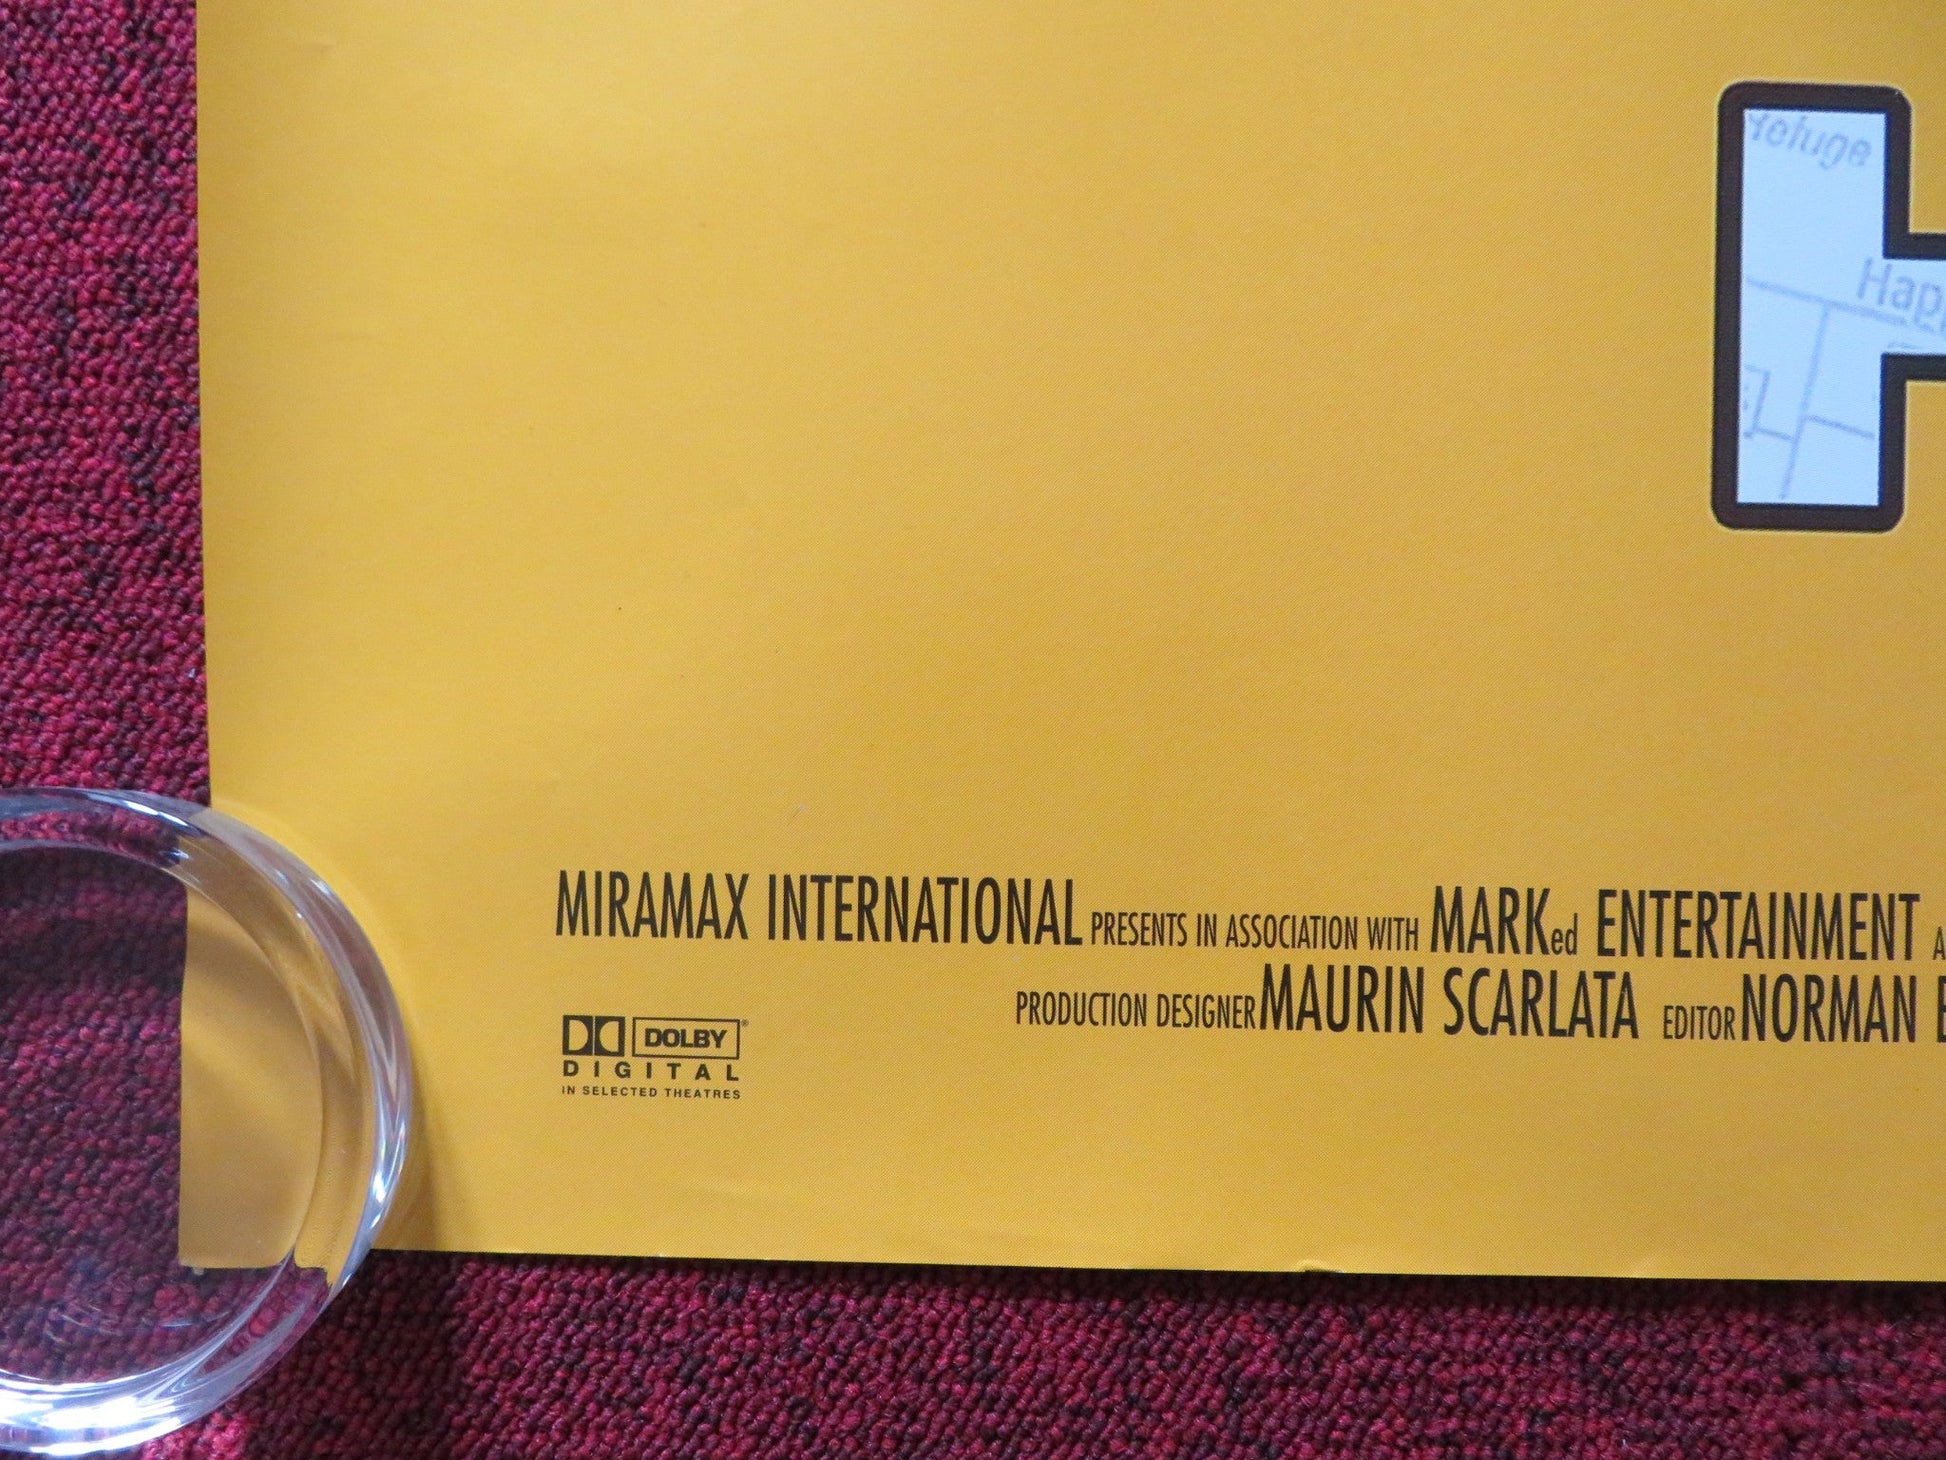 Refuge
Hap
MIRAMAX INTERNATIONAL PRESENTS IN ASSOCIATION WITH MARKed ENTERTAINMENT A
PRODUCTION DESIGNER MAURIN SCARLATA EDITOR NORMAN
DOLBY®
DIGITAL
IN SELECTED THEATRES